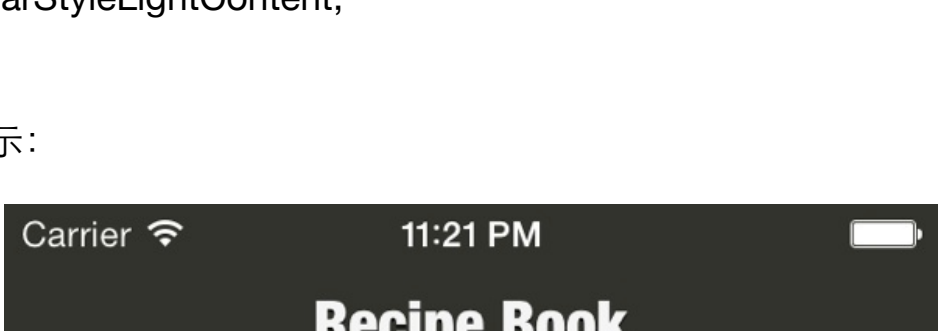 arStyleLightContent;
示：
Carrier 11:21 PM
Recipe Book